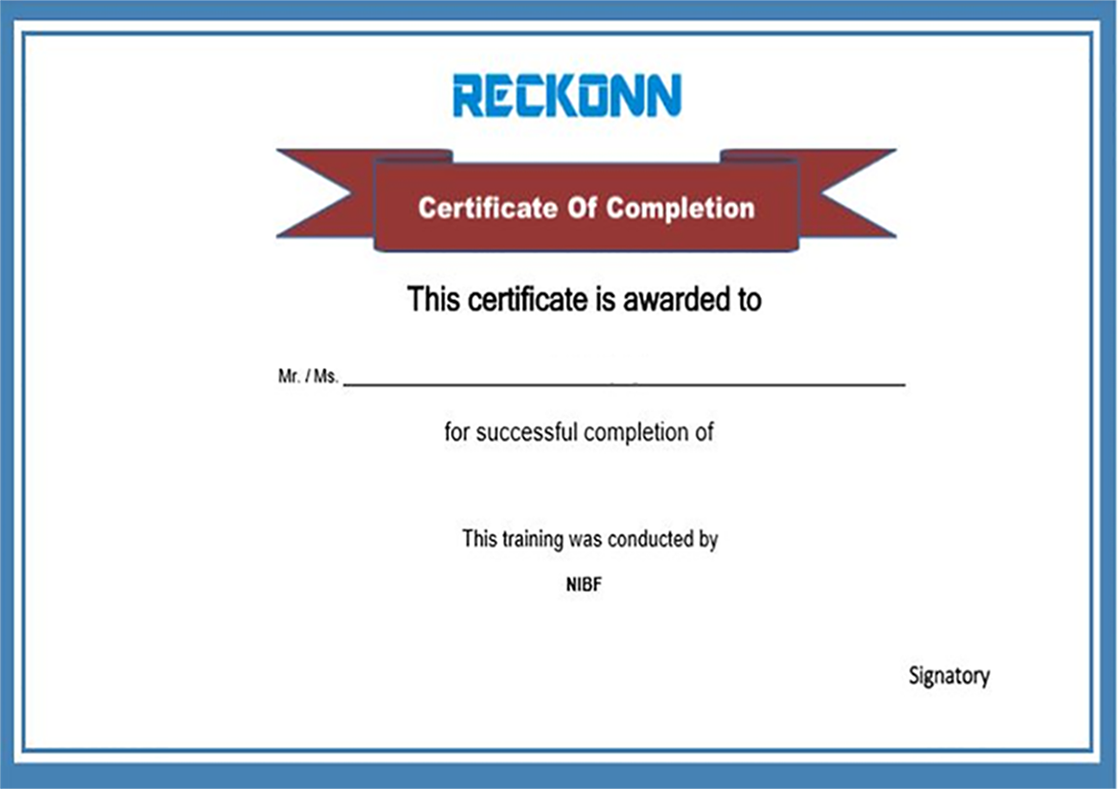 RECKONN
Certificate Of Completion
This certificate is awarded to
Mr. / Ms.
for successful completion of
This training was conducted by
NIBF
Signatory